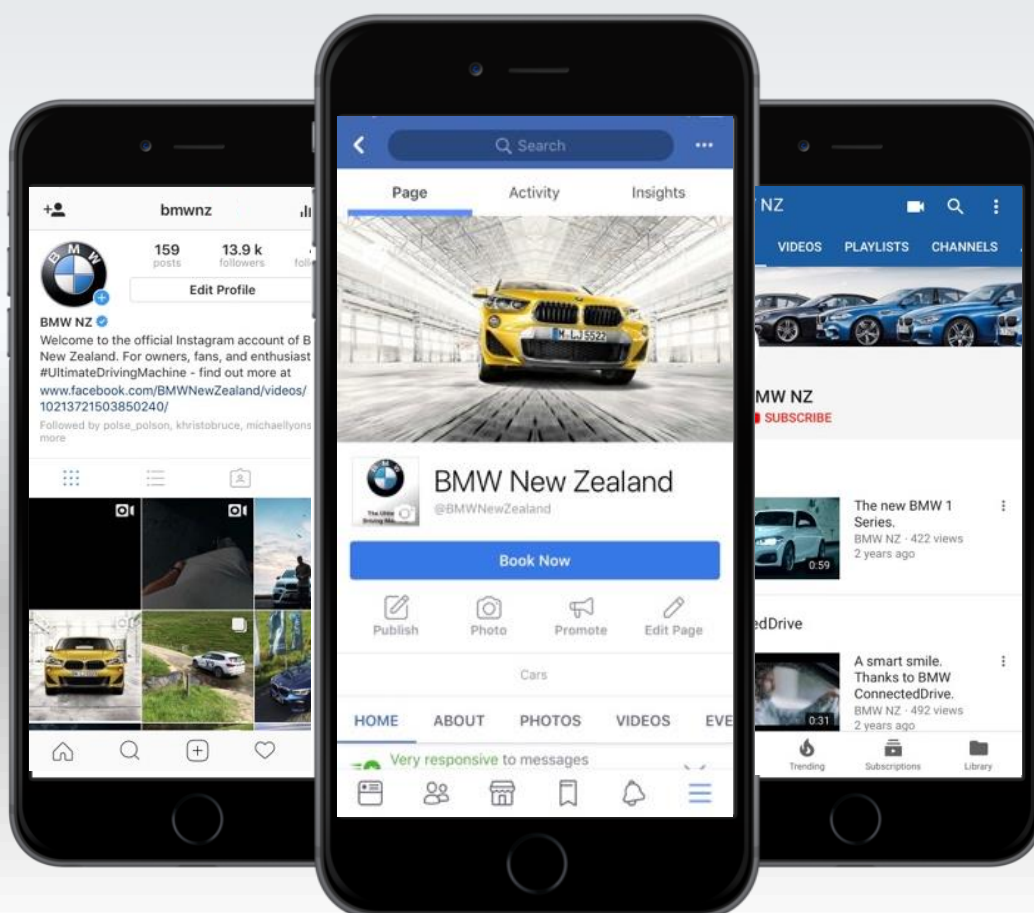 bmwnz
159
posts
13.9 k
followers
Edit Profile
BMW NZ
Welcome to the official Instagram account of B
New Zealand. For owners, fans, and enthusiast
#UltimateDrivingMachine - find out more at
www.facebook.com/BMWNewZealand/videos/
10213721503850240/
Followed by polse_polson, khristobruce, michaellyons
more
Search
Page
Activity
Insights
M·LJ 5522
BMW
BMW New Zealand
@BMWNewZealand
Book Now
Publish
Photo
Promote
Edit Page
Cars
HOME
ABOUT
PHOTOS
VIDEOS
EVE
Very responsive to messages
NZ
VIDEOS
PLAYLISTS
CHANNELS
MW NZ
SUBSCRIBE
The new BMW 1
Series.
BMW NZ · 422 views
2 years ago
0:59
edDrive
A smart smile.
Thanks to BMW
ConnectedDrive.
BMW NZ · 492 views
2 years ago
0:31
Trending
Subscriptions
Library